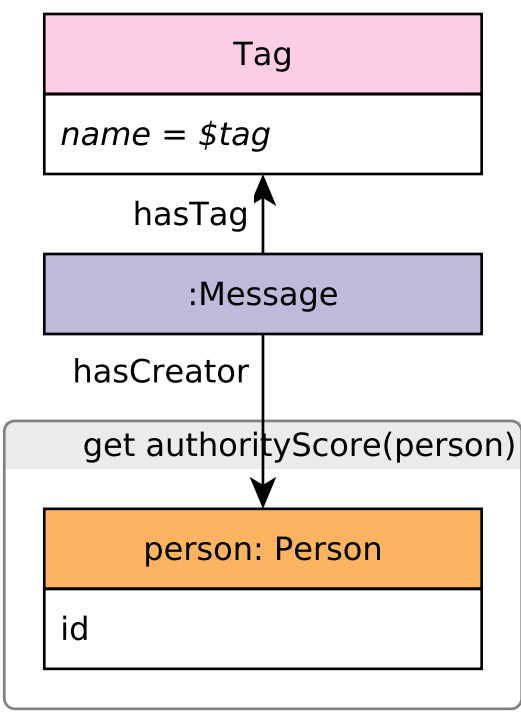 Tag
name = $tag
hasTag
:Message
hasCreator
get authorityScore(person)
person: Person
id